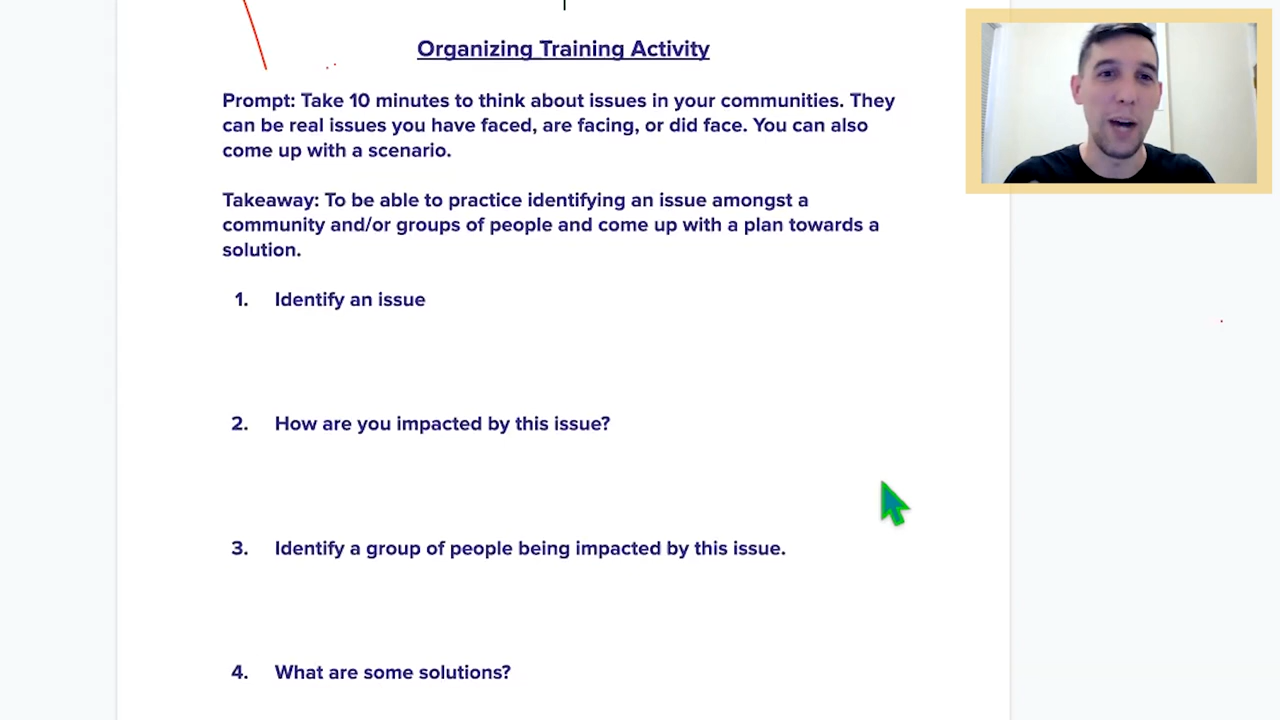 Organizing Training Activity
Prompt: Take 10 minutes to think about issues in your communities. They
can be real issues you have faced, are facing, or did face. You can also
come up with a scenario.
Takeaway: To be able to practice identifying an issue amongst a
community and/or groups of people and come up with a plan towards a
solution.
1. Identify an issue
2. How are you impacted by this issue?
3. Identify a group of people being impacted by this issue.
4. What are some solutions?